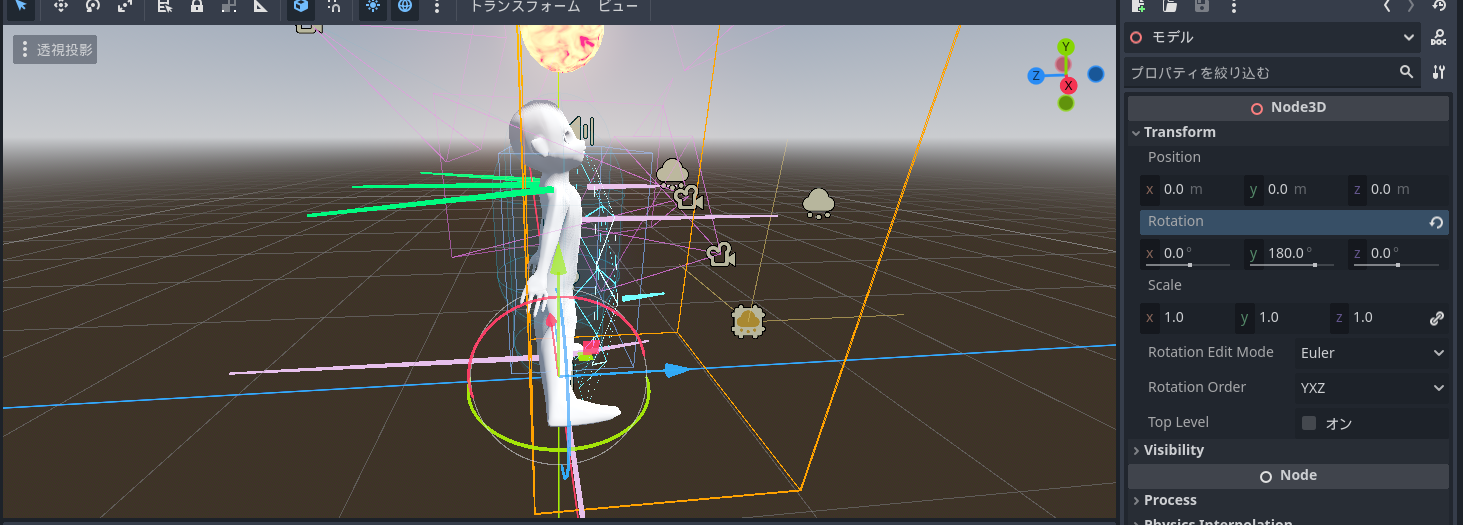 トランスフォーム ビュー
透視投影
Y
Z
X
モデル
DOC
プロパティを絞り込む
Node3D
Transform
Position
x 0.0 m y 0.0 m z 0.0 m
Rotation
x 0.0 ° y 180.0 ° z 0.0 °
Scale
x 1.0 y 1.0 z 1.0
Rotation Edit Mode Euler
Rotation Order YXZ
Top Level オン
Visibility
Node
Process
Physics Interpolation